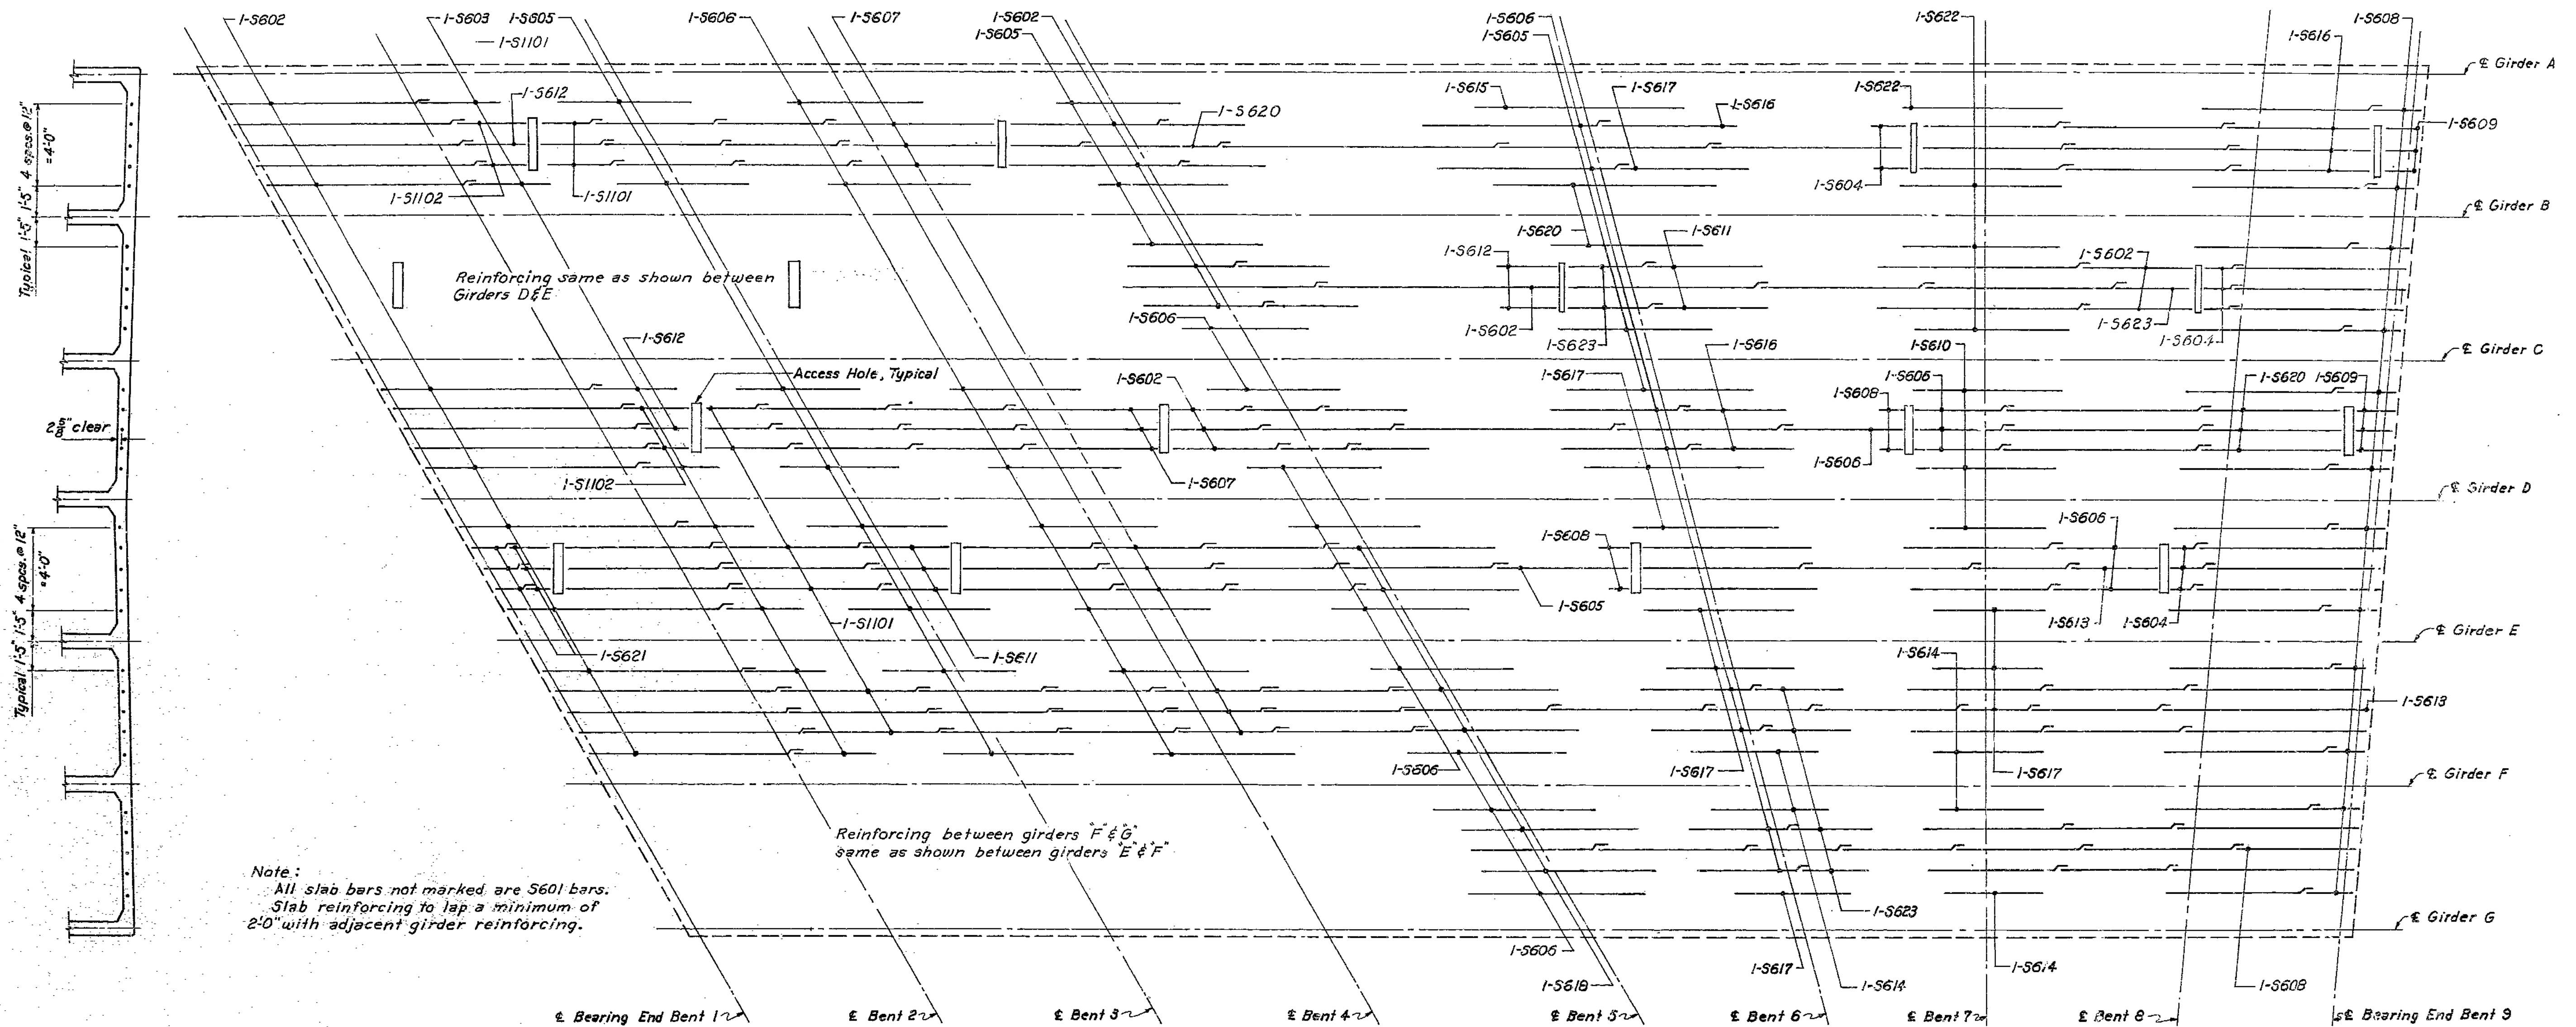 1-S602
1-S603
1-S605
1-S606
1-S607
1-S602
1-S606
1-S622
1-S608
1-S1101
1-S605
1-S605
1-S616
℄ Girder A
1-S612
1-S620
1-S615
1-S617
1-S616
1-S622
1-S609
Typical 1'-5" 1'-5" 4 spcs.@12" =4'-0"
1-S1102
1-S1101
1-S604
℄ Girder B
1-S620
1-S611
1-S612
1-S602
Reinforcing same as shown between
Girders D&E
1-S606
1-S602
1-S623
1-S623
1-S604
1-S612
1-S616
1-S610
℄ Girder C
Access Hole, Typical
1-S602
1-S617
1-S606
1-S620
1-S609
1-S608
2⅝" clear
1-S606
1-S1102
1-S607
℄ Girder D
1-S608
1-S606
Typical 1'-5" 1'-5" 4 spcs.@12" =4'-0"
1-S605
1-S1101
1-S613
1-S604
℄ Girder E
1-S621
1-S611
1-S614
1-S613
1-S606
1-S617
1-S617
℄ Girder F
Reinforcing between girders "F" & "G"
same as shown between girders "E" & "F"
Note:
All slab bars not marked are S601 bars.
Slab reinforcing to lap a minimum of
2'-0" with adjacent girder reinforcing.
1-S623
℄ Girder G
1-S606
1-S617
1-S614
1-S618
1-S614
1-S608
℄ Bearing End Bent 1
℄ Bent 2
℄ Bent 3
℄ Bent 4
℄ Bent 5
℄ Bent 6
℄ Bent 7
℄ Bent 8
℄ Bearing End Bent 9